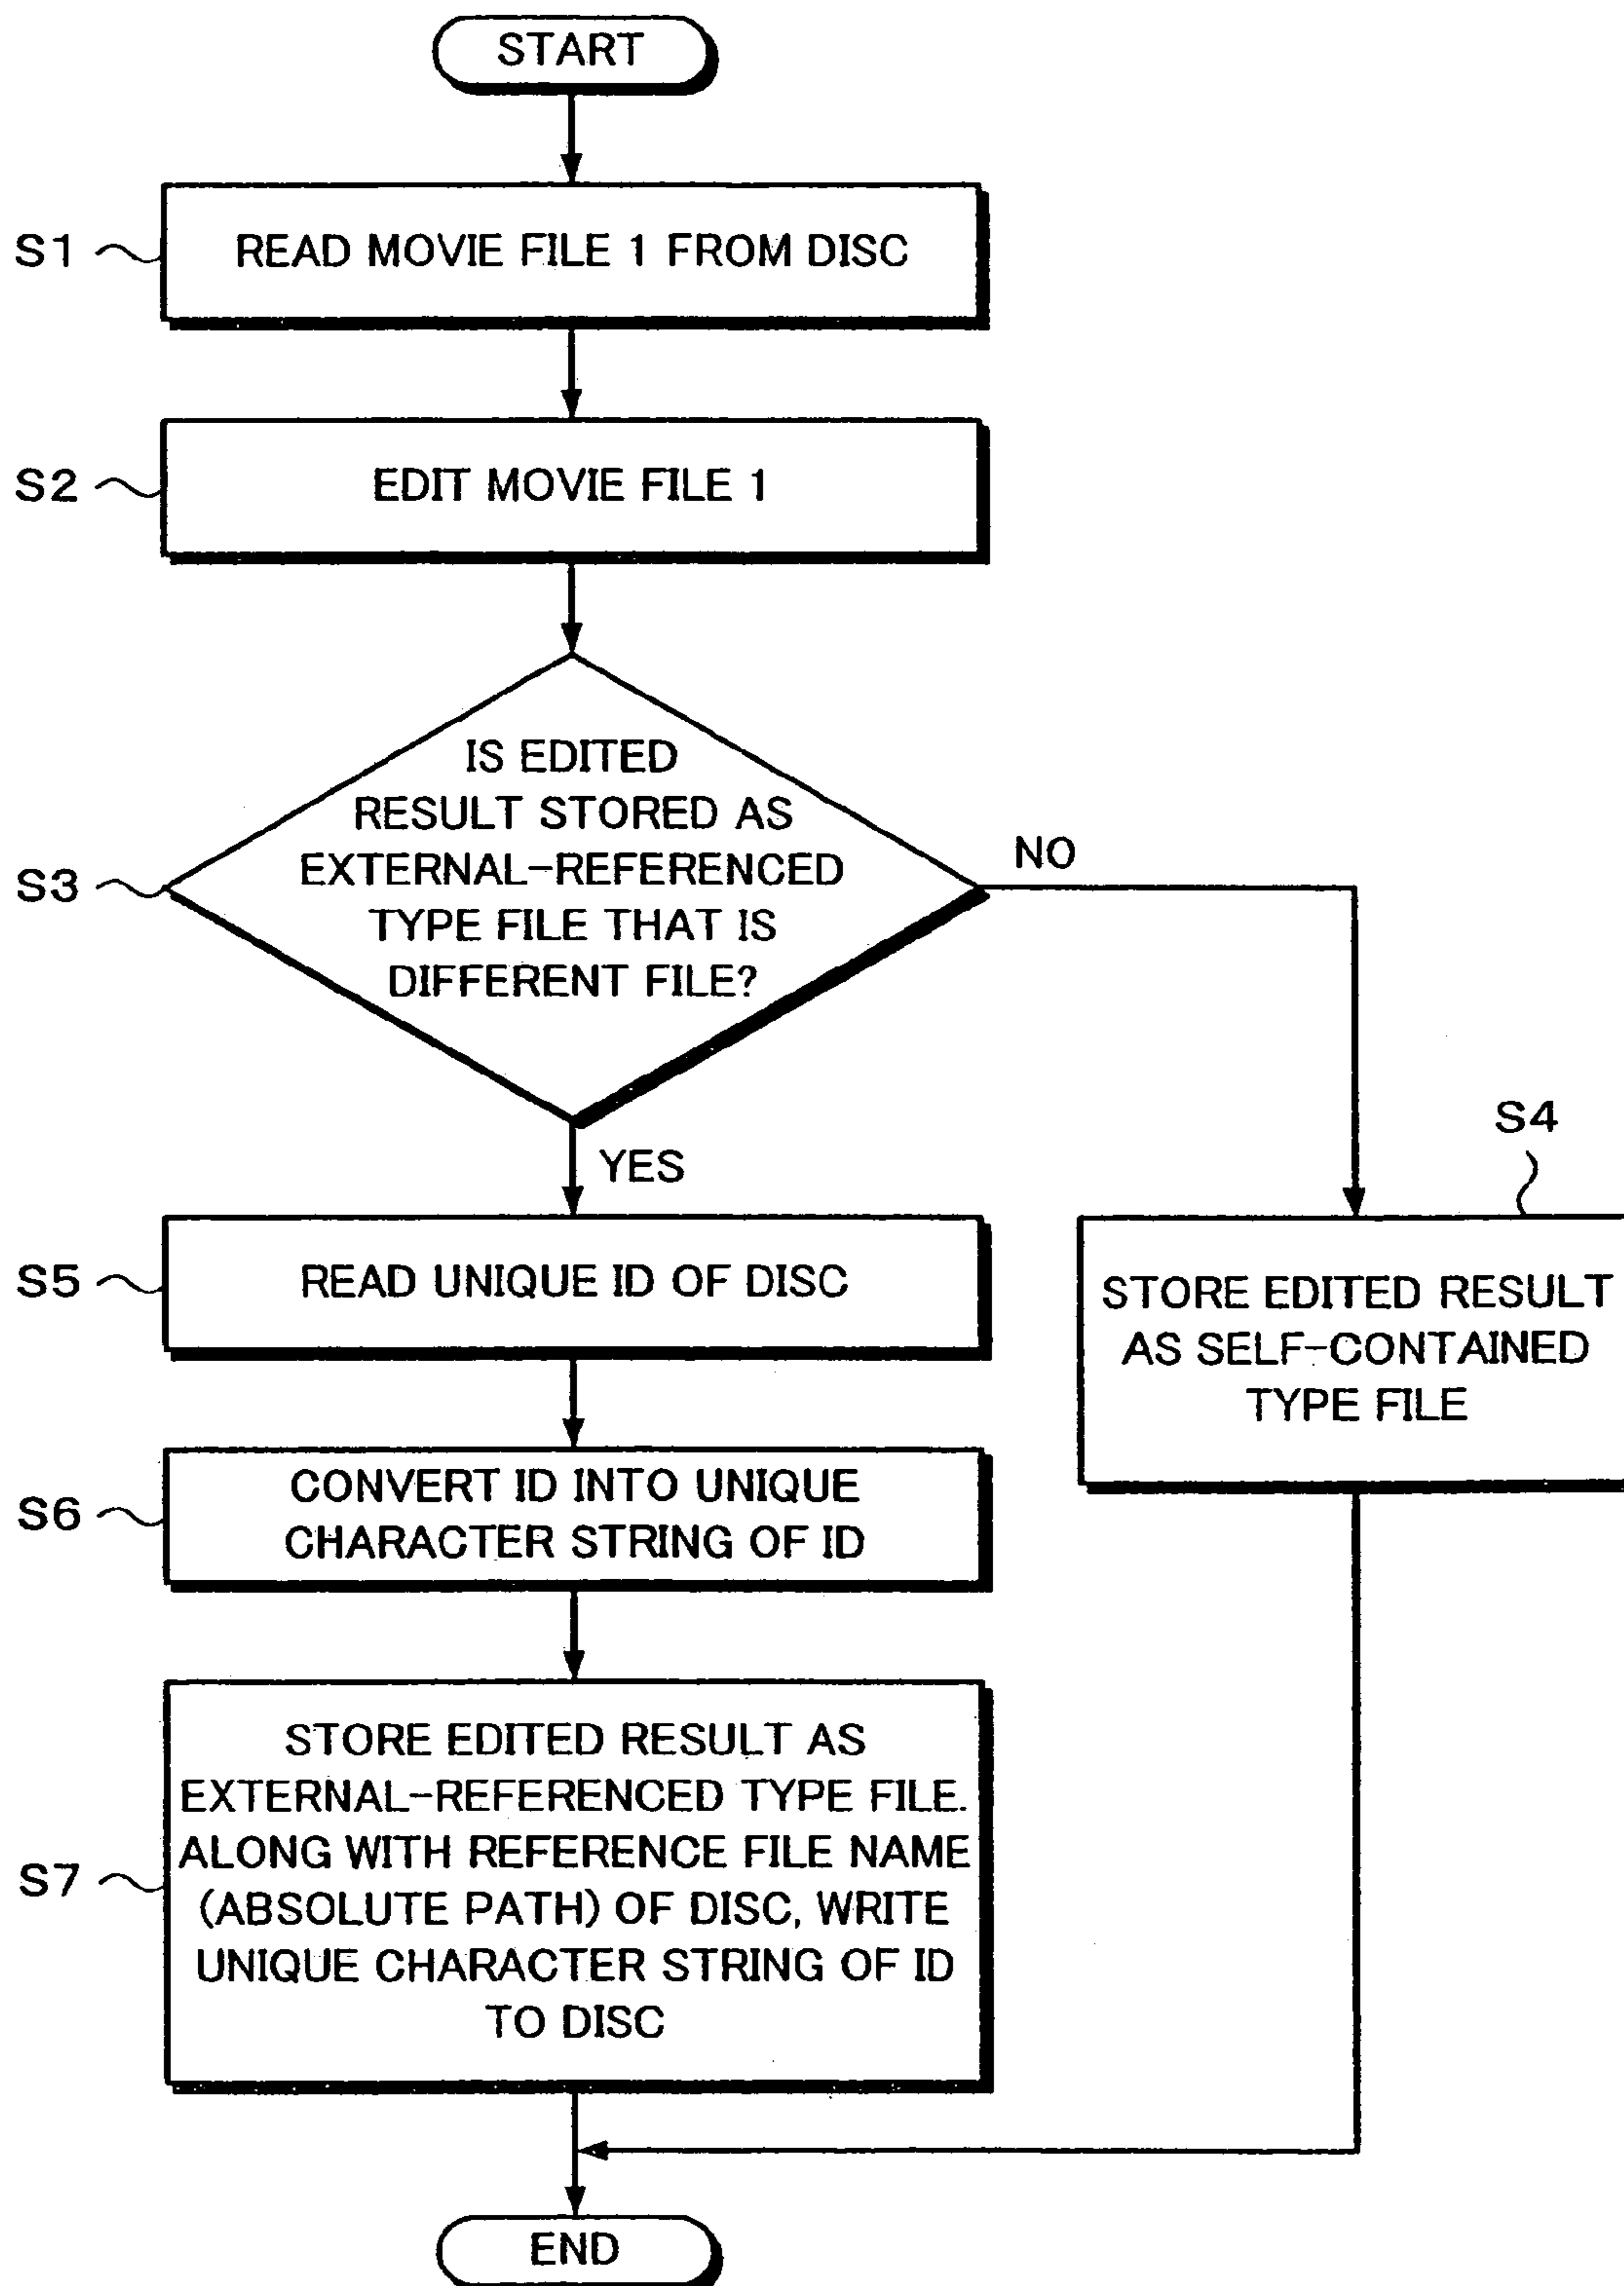 START
S1
READ MOVIE FILE 1 FROM DISC
S2
EDIT MOVIE FILE 1
S3
IS EDITED
RESULT STORED AS
EXTERNAL-REFERENCED
TYPE FILE THAT IS
DIFFERENT FILE?
NO
YES
S4
STORE EDITED RESULT
AS SELF-CONTAINED
TYPE FILE
S5
READ UNIQUE ID OF DISC
S6
CONVERT ID INTO UNIQUE
CHARACTER STRING OF ID
S7
STORE EDITED RESULT AS
EXTERNAL-REFERENCED TYPE FILE.
ALONG WITH REFERENCE FILE NAME
(ABSOLUTE PATH) OF DISC, WRITE
UNIQUE CHARACTER STRING OF ID
TO DISC
END